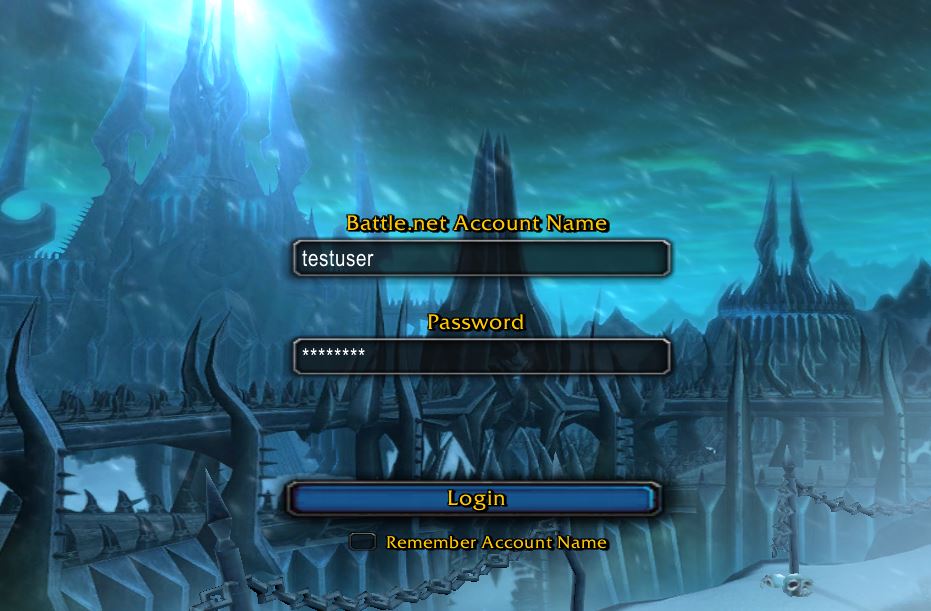 Battle.net Account Name
testuser
Password
********
Login
Remember Account Name